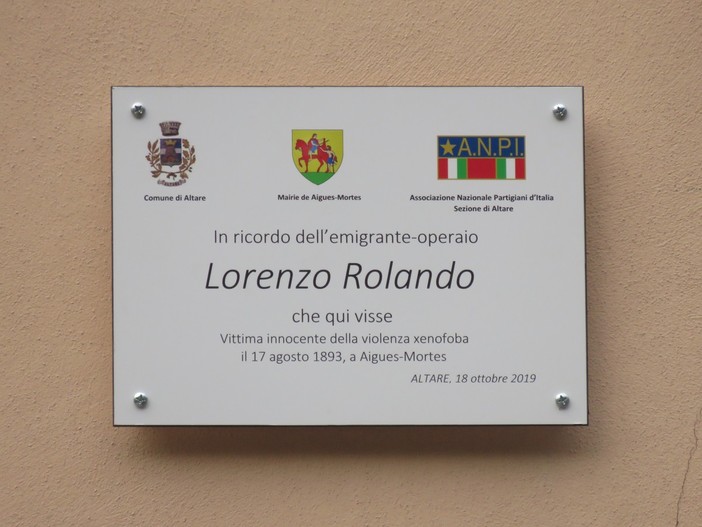 A.N.P.I.
Comune di Altare
Mairie de Aigues-Mortes
Associazione Nazionale Partigiani d'Italia
Sezione di Altare
In ricordo dell'emigrante-operaio
Lorenzo Rolando
che qui visse
Vittima innocente della violenza xenofoba
il 17 agosto 1893, a Aigues-Mortes
ALTARE, 18 ottobre 2019